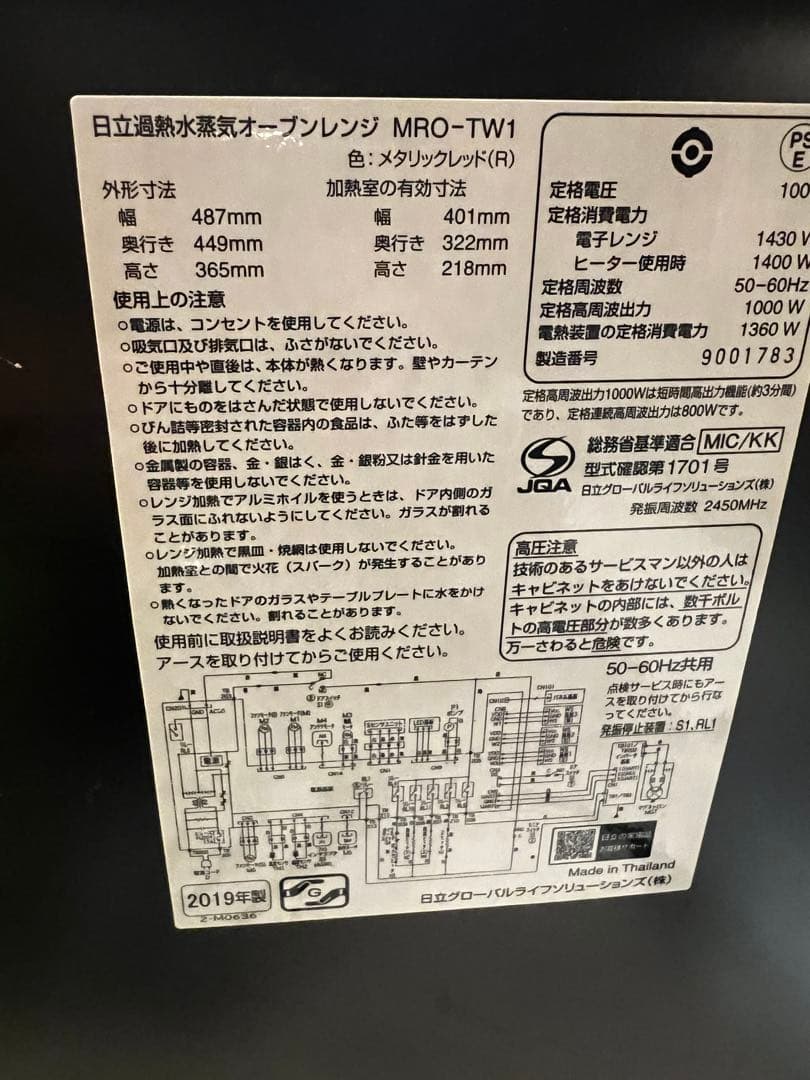 日立過熱水蒸気オーブンレンジ MRO-TW1
色:メタリックレッド(R)
外形寸法
幅 487mm
奥行き 449mm
高さ 365mm
加熱室の有効寸法
幅 401mm
奥行き 322mm
高さ 218mm
使用上の注意
○電源は、コンセントを使用してください。
○吸気口及び排気口は、ふさがないでください。
○ご使用中や直後は、本体が熱くなります。壁やカーテン
から十分離してください。
○ドアにものをはさんだ状態で使用しないでください。
○びん詰等密封された容器内の食品は、ふた等をはずした
後に加熱してください。
○金属製の容器、金・銀はく、金・銀粉又は針金を用いた
容器等を使用しないでください。
○レンジ加熱でアルミホイルを使うときは、ドア内側のガ
ラス面にふれないようにしてください。ガラスが割れる
ことがあります。
○レンジ加熱で黒皿・焼網は使用しないでください。
加熱室との間で火花(スパーク)が発生することがあり
ます。
○熱くなったドアのガラスやテーブルプレートに水をかけ
ないでください。割れることがあります。
使用前に取扱説明書をよくお読みください。
アースを取り付けてからご使用ください。
PS
E
定格電圧 100
定格消費電力
電子レンジ 1430 W
ヒーター使用時 1400 W
定格周波数 50-60Hz
定格高周波出力 1000 W
電熱装置の定格消費電力 1360 W
製造番号 9001783
定格高周波出力1000Wは短時間高出力機能(約3分間)
であり、定格連続高周波出力は800Wです。
JQA
総務省基準適合 MIC/KK
型式確認第1701号
日立グローバルライフソリューションズ(株)
発振周波数 2450MHz
高圧注意
技術のあるサービスマン以外の人は
キャビネットをあけないでください。
キャビネットの内部には、数千ボル
トの高電圧部分が数多くあります。
万一さわると危険です。
50-60Hz共用
点検サービス時にもアー
スを取り付けてから行な
ってください。
発振停止装置:S1,RL1
Made in Thailand
日立グローバルライフソリューションズ(株)
2019年製
G
2-M0636